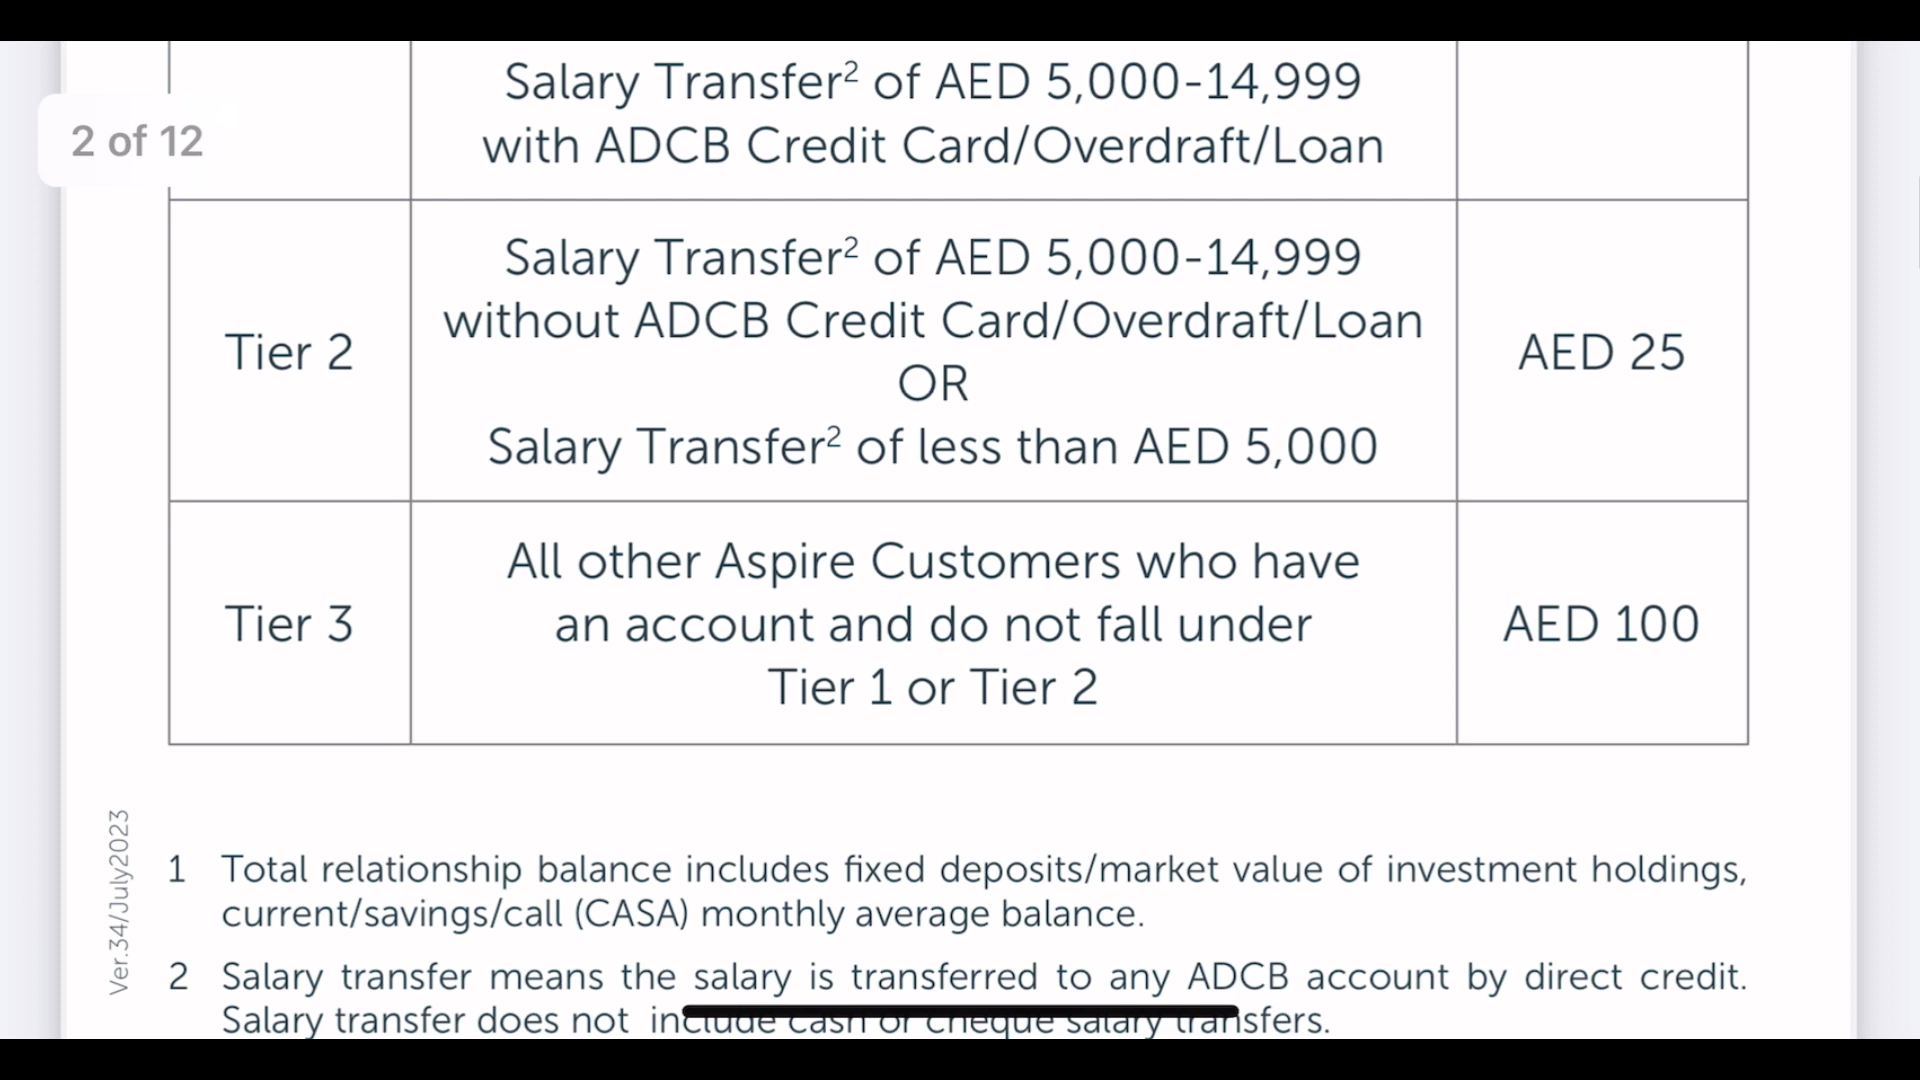 Salary Transfer² of AED 5,000-14,999
with ADCB Credit Card/Overdraft/Loan
2 of 12
Salary Transfer² of AED 5,000-14,999
without ADCB Credit Card/Overdraft/Loan
OR
Salary Transfer² of less than AED 5,000
Tier 2
AED 25
All other Aspire Customers who have
an account and do not fall under
Tier 1 or Tier 2
Tier 3
AED 100
Ver.34/July2023
1 Total relationship balance includes fixed deposits/market value of investment holdings,
current/savings/call (CASA) monthly average balance.
2 Salary transfer means the salary is transferred to any ADCB account by direct credit.
Salary transfer does not include cash or cheque salary transfers.